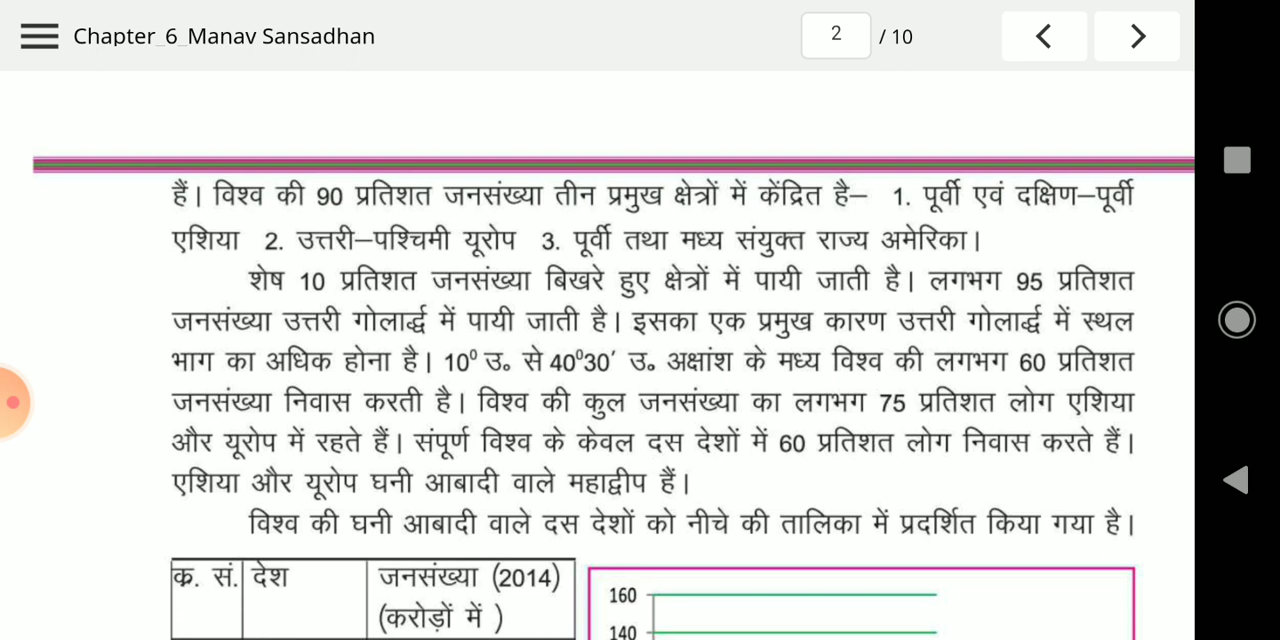 Chapter_6_Manav Sansadhan
2 / 10
हैं। विश्व की 90 प्रतिशत जनसंख्या तीन प्रमुख क्षेत्रों में केंद्रित है– 1. पूर्वी एवं दक्षिण–पूर्वी
एशिया 2. उत्तरी–पश्चिमी यूरोप 3. पूर्वी तथा मध्य संयुक्त राज्य अमेरिका।
शेष 10 प्रतिशत जनसंख्या बिखरे हुए क्षेत्रों में पायी जाती है। लगभग 95 प्रतिशत
जनसंख्या उत्तरी गोलार्द्ध में पायी जाती है। इसका एक प्रमुख कारण उत्तरी गोलार्द्ध में स्थल
भाग का अधिक होना है। 10⁰ उ० से 40⁰30′ उ० अक्षांश के मध्य विश्व की लगभग 60 प्रतिशत
जनसंख्या निवास करती है। विश्व की कुल जनसंख्या का लगभग 75 प्रतिशत लोग एशिया
और यूरोप में रहते हैं। संपूर्ण विश्व के केवल दस देशों में 60 प्रतिशत लोग निवास करते हैं।
एशिया और यूरोप घनी आबादी वाले महाद्वीप हैं।
विश्व की घनी आबादी वाले दस देशों को नीचे की तालिका में प्रदर्शित किया गया है।
क. सं. देश जनसंख्या (2014)
(करोड़ों में )
160
140